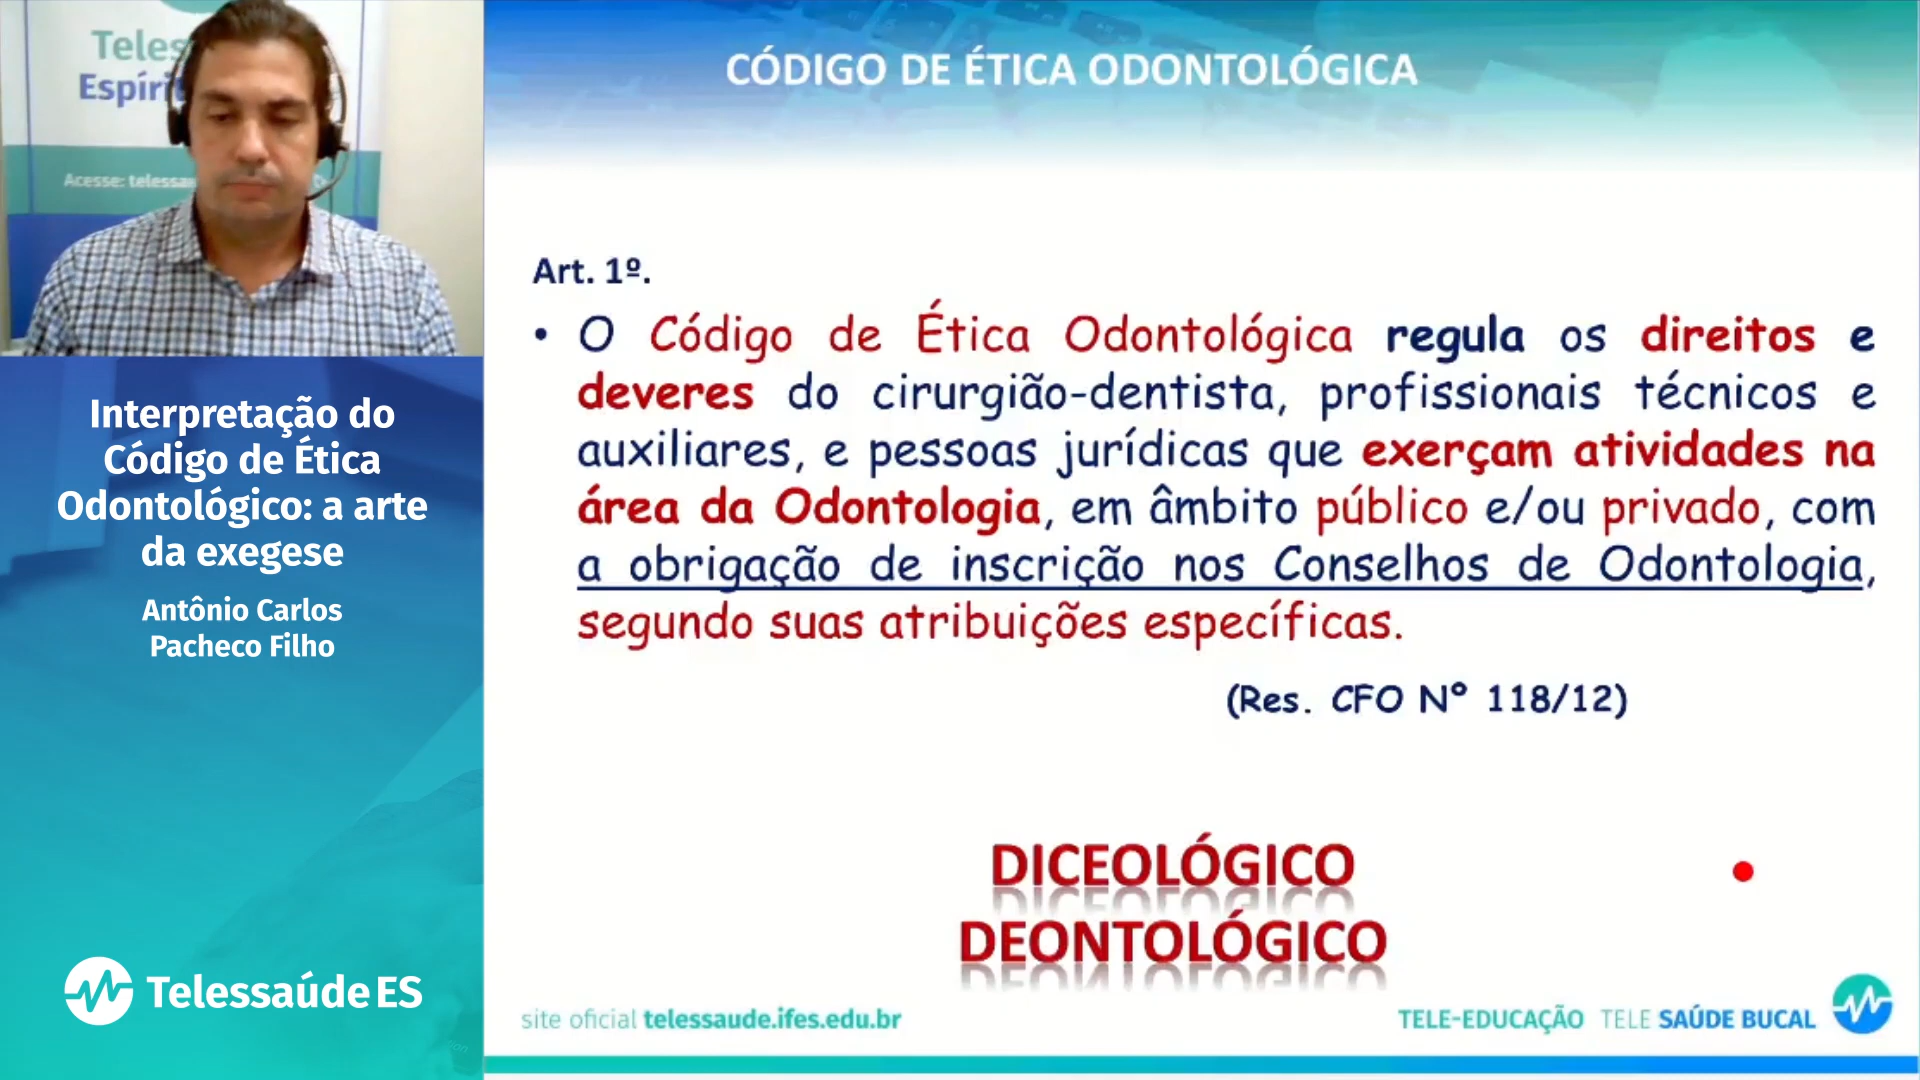 Teles
Espíri
Acesse: telessa
Interpretação do
Código de Ética
Odontológico: a arte
da exegese
Antônio Carlos
Pacheco Filho
Telessaúde ES
CÓDIGO DE ÉTICA ODONTOLÓGICA
Art. 1º.
• O Código de Ética Odontológica regula os direitos e
deveres do cirurgião-dentista, profissionais técnicos e
auxiliares, e pessoas jurídicas que exerçam atividades na
área da Odontologia, em âmbito público e/ou privado, com
a obrigação de inscrição nos Conselhos de Odontologia,
segundo suas atribuições específicas.
(Res. CFO Nº 118/12)
DICEOLÓGICO
DEONTOLÓGICO
site oficial telessaude.ifes.edu.br
TELE-EDUCAÇÃO TELE SAÚDE BUCAL